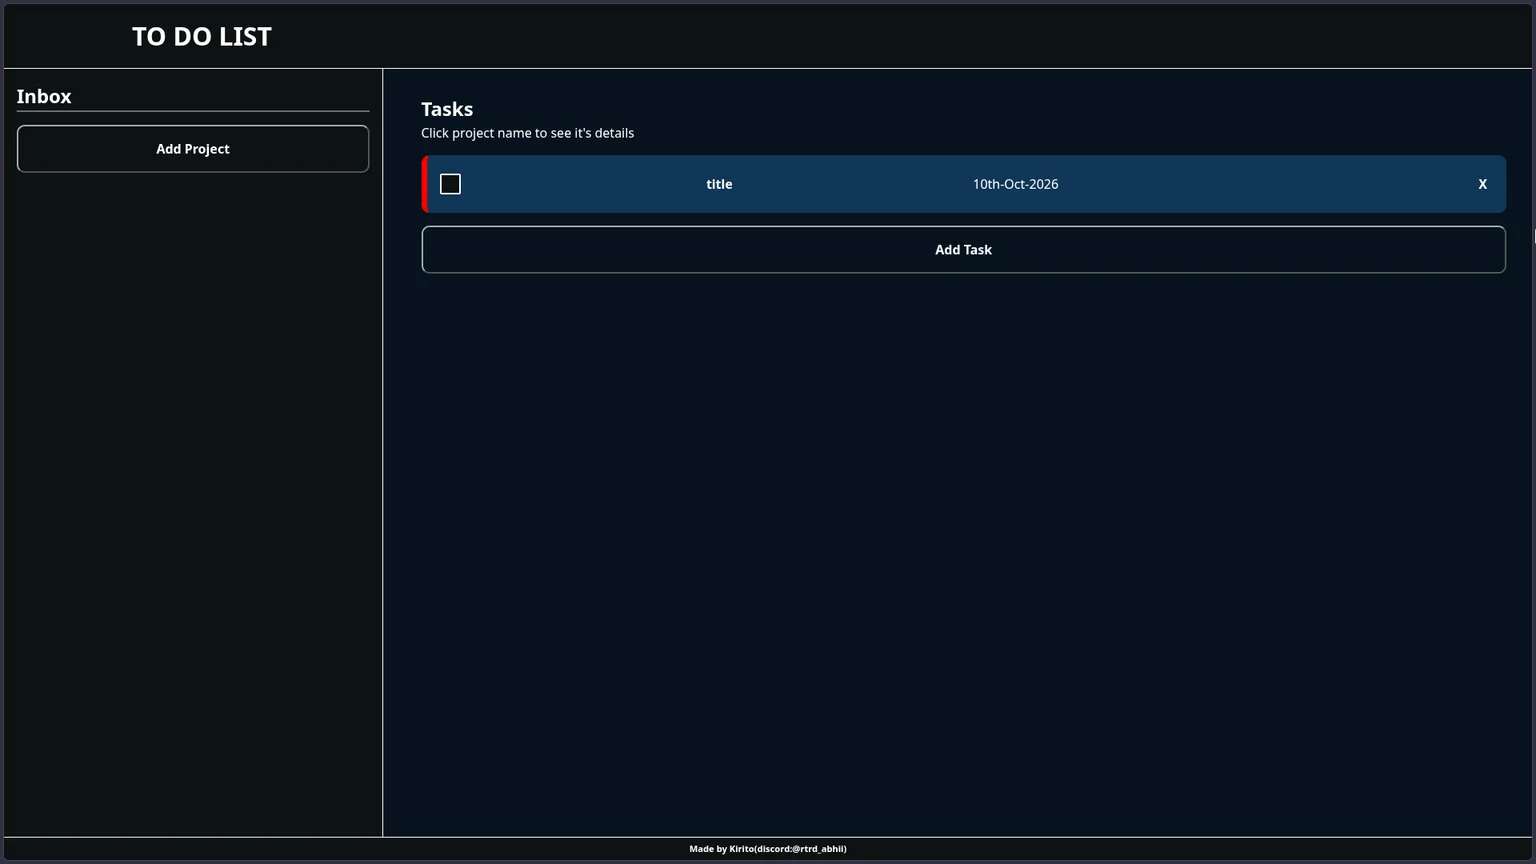 TO DO LIST
Inbox
Add Project
Tasks
Click project name to see it's details
title 10th-Oct-2026 X
Add Task
Made by Kirito(discord:@rtrd_abhii)